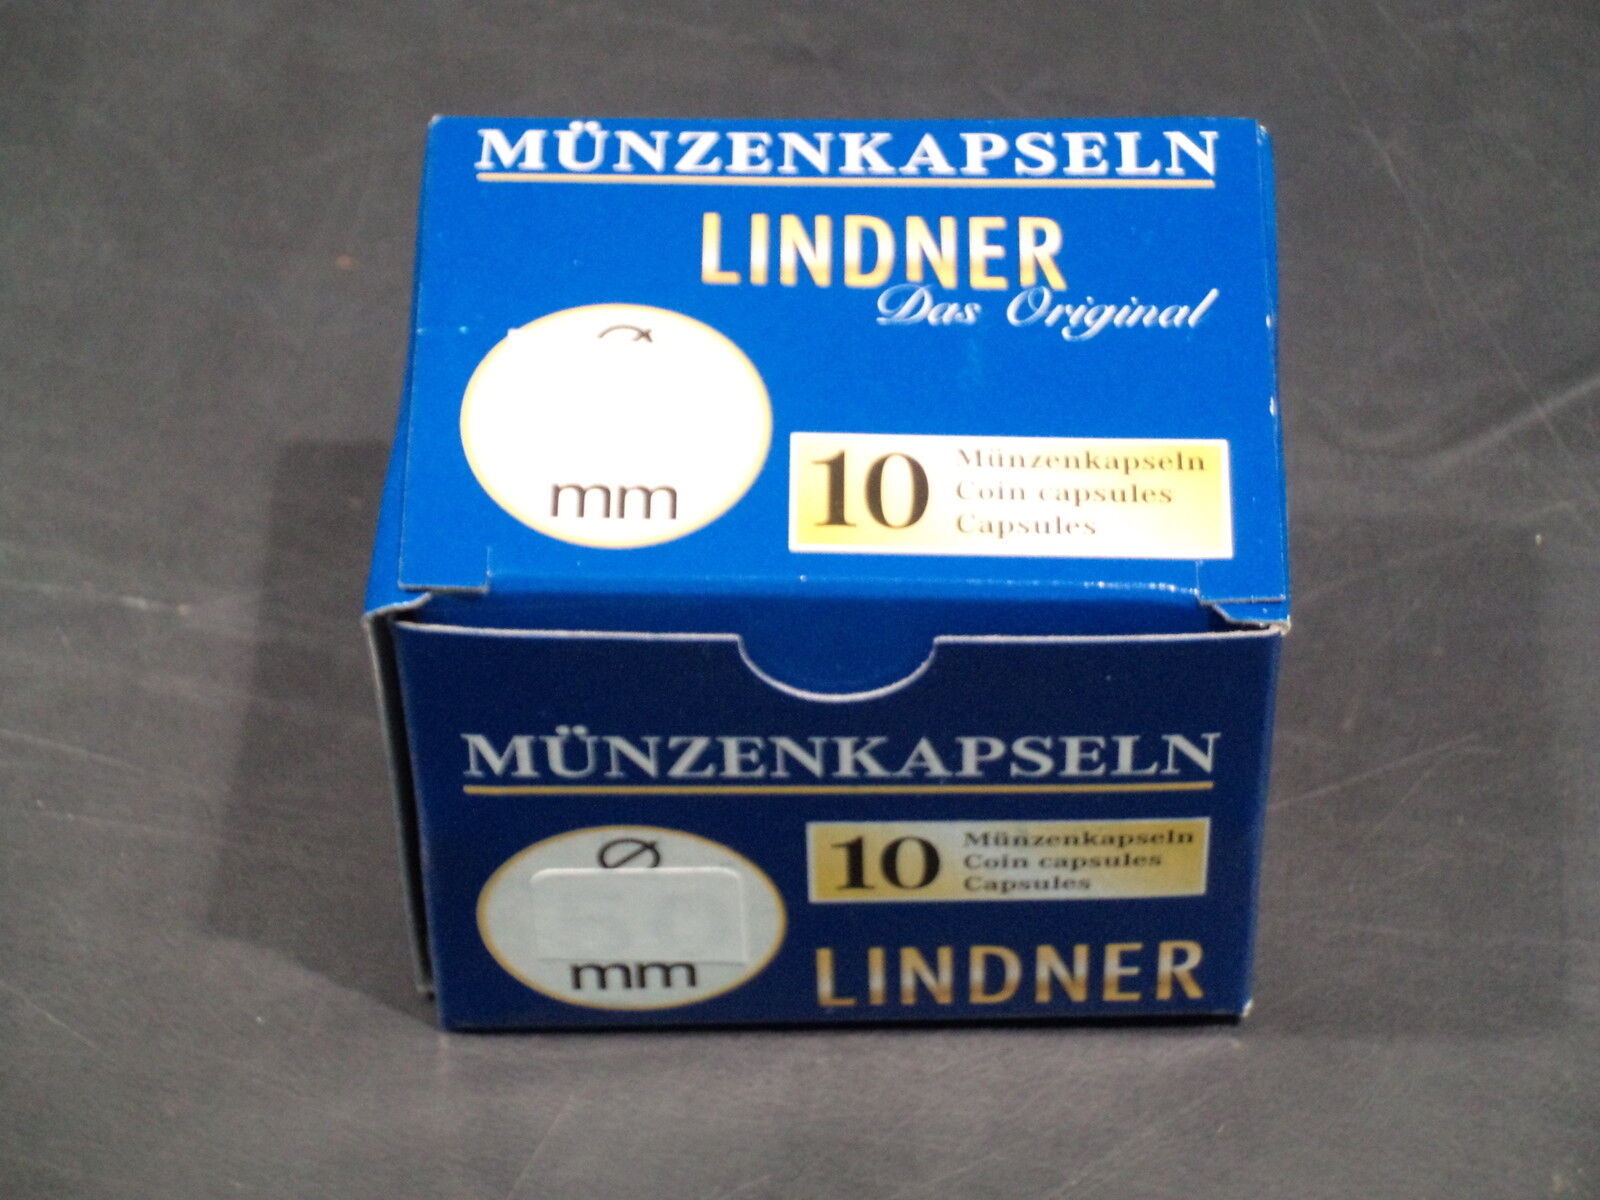 MÜNZENKAPSELN
LINDNER
Das Original
Ø
mm
10
Münzenkapseln
Coin capsules
Capsules
MÜNZENKAPSELN
Ø
mm
10
Münzenkapseln
Coin capsules
Capsules
LINDNER